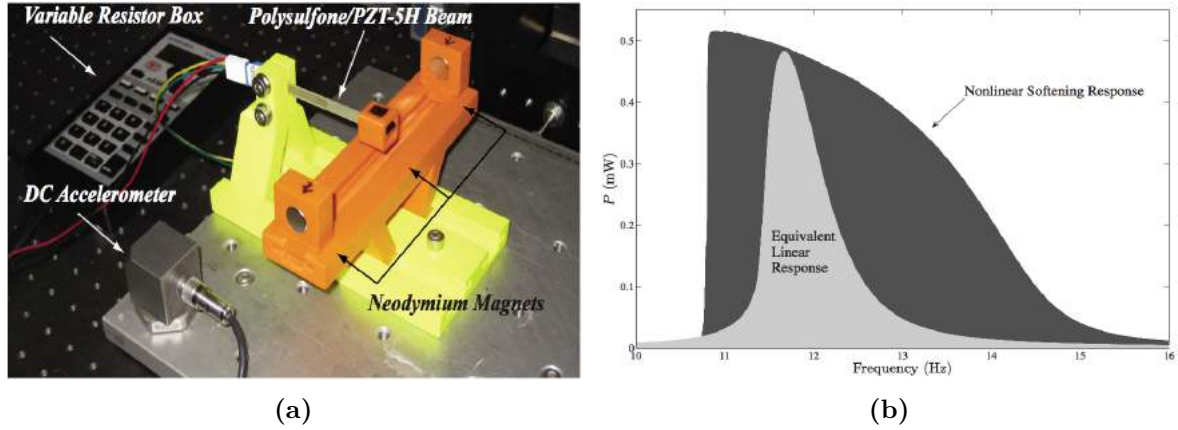 Variable Resistor Box
Polysulfone/PZT-5H Beam
DC Accelerometer
Neodymium Magnets
(a)
0.5
0.4
0.3
0.2
0.1
0
P (mW)
Nonlinear Softening Response
Equivalent
Linear
Response
10 11 12 13 14 15 16
Frequency (Hz)
(b)